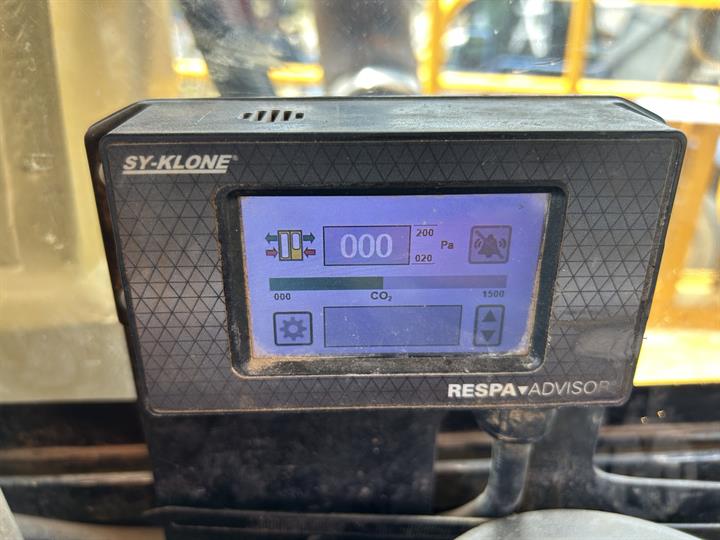 SY-KLONE®
000
200
Pa
020
000
CO₂
1500
RESPA▾ADVISOR